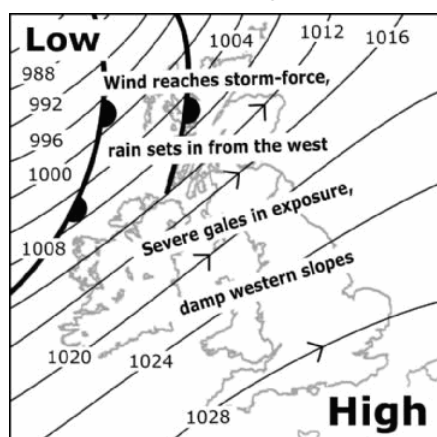 Low
1004
1012
1016
988
Wind reaches storm-force,
992
996
rain sets in from the west
1000
Severe gales in exposure,
1008
damp western slopes
1020
1024
1028
High